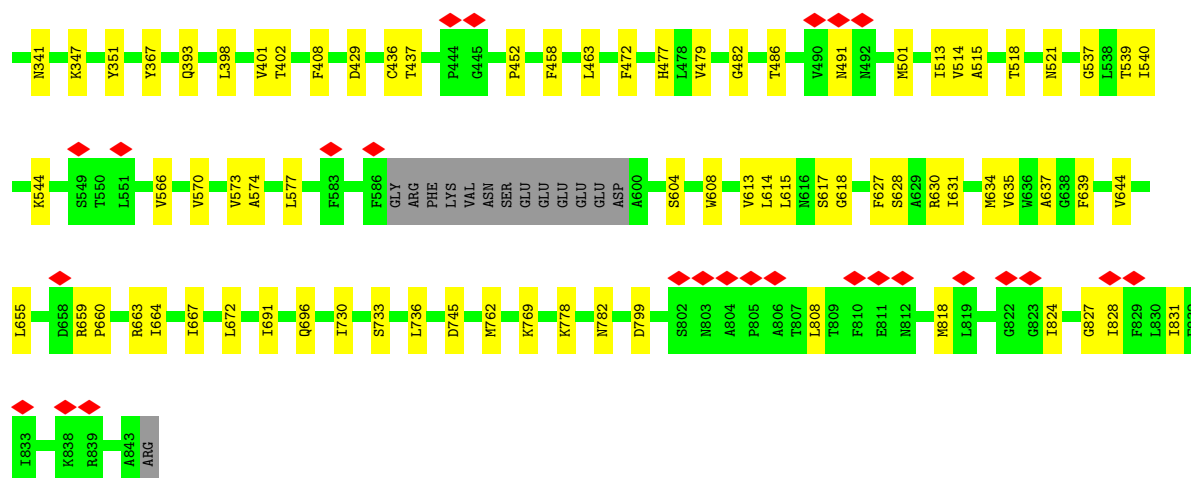 N341 K347 Y351 Y367 Q393 L398 V401 T402 F408 D429 C436 T437 P444 G445 P452 F458 L463 F472 H477 L478 V479 G482 T486 V490 N491 N492 M501 I513 V514 A515 T518 N521 G537 L538 T539 I540
K544 S549 T550 L551 V566 V570 V573 A574 L577 F583 F586 GLY ARG PHE LYS VAL ASN SER GLU GLU GLU GLU GLU ASP A600 S604 W608 V613 L614 L615 N616 S617 G618 F627 S628 A629 R630 I631 M634 V635 W636 A637 G638 F639 V644
L655 D658 R659 P660 R663 I664 I667 L672 I691 Q696 I730 S733 L736 D745 M762 K769 K778 N782 D799 S802 N803 A804 P805 A806 T807 L808 T809 F810 E811 N812 M818 L819 G822 G823 I824 G827 I828 F829 L830 I831
I833 K838 R839 A843 ARG